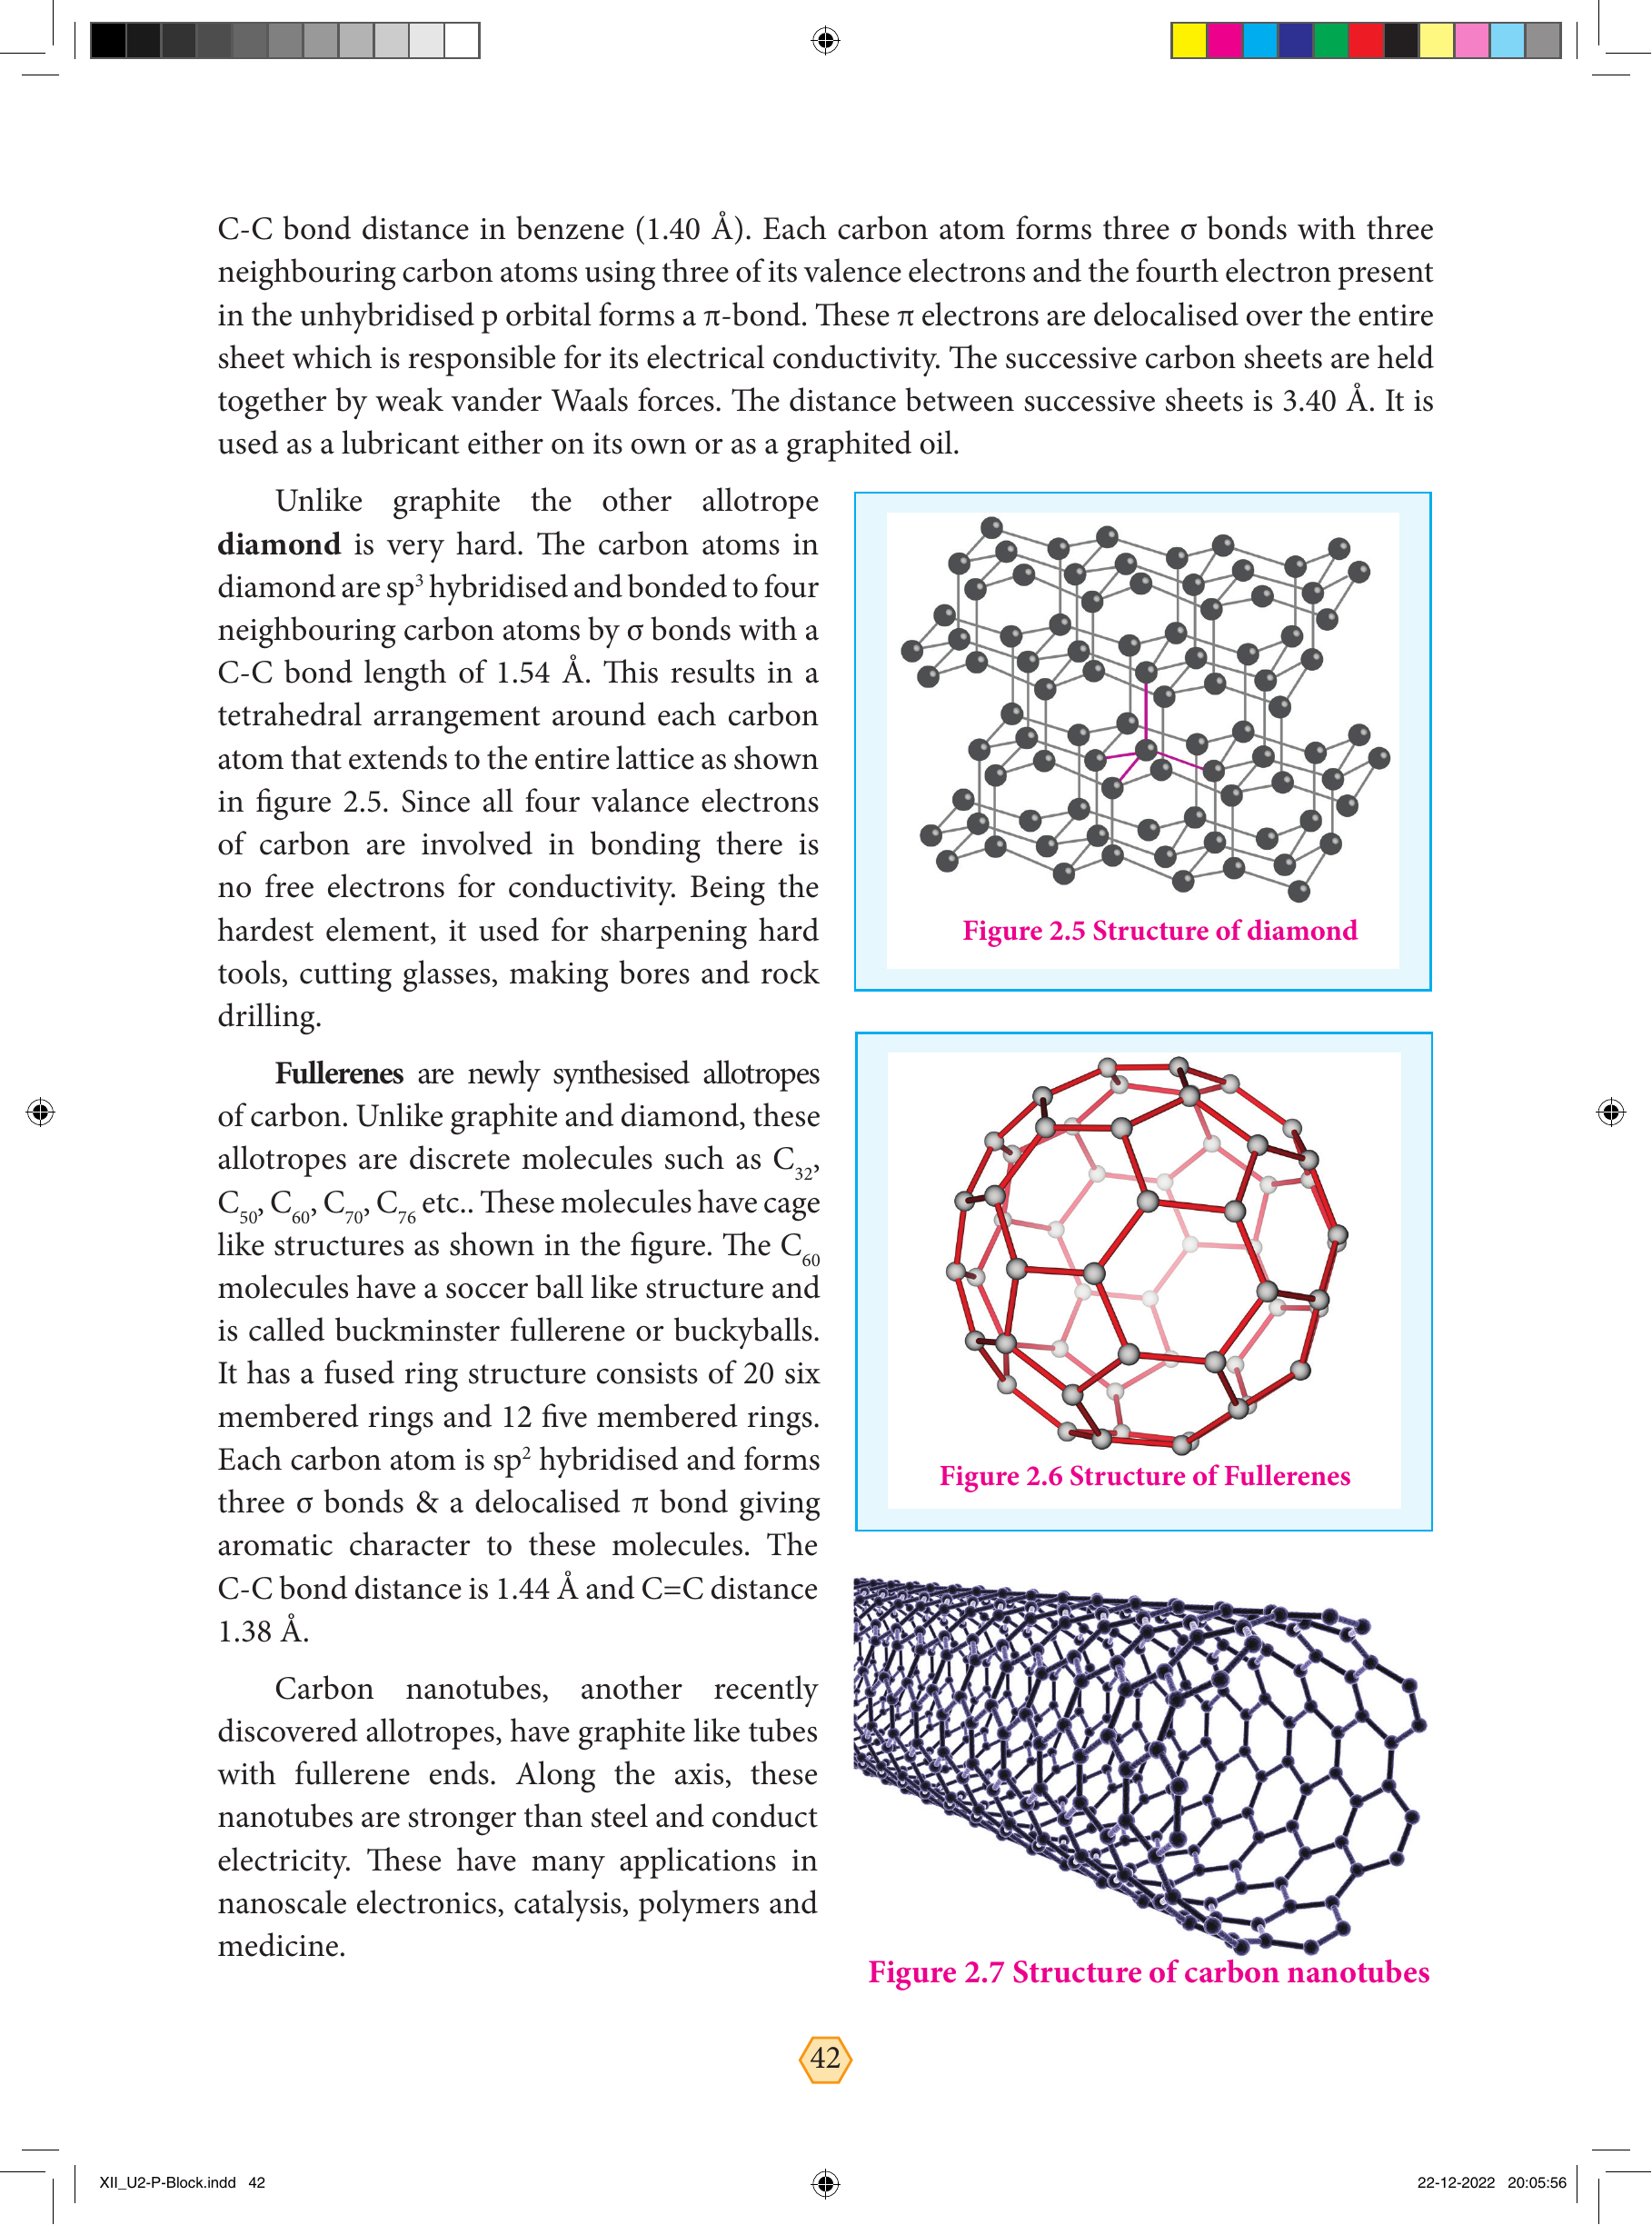 C-C bond distance in benzene (1.40 Å). Each carbon atom forms three σ bonds with three
neighbouring carbon atoms using three of its valence electrons and the fourth electron present
in the unhybridised p orbital forms a π-bond. These π electrons are delocalised over the entire
sheet which is responsible for its electrical conductivity. The successive carbon sheets are held
together by weak vander Waals forces. The distance between successive sheets is 3.40 Å. It is
used as a lubricant either on its own or as a graphited oil.
Unlike graphite the other allotrope
diamond is very hard. The carbon atoms in
diamond are sp³ hybridised and bonded to four
neighbouring carbon atoms by σ bonds with a
C-C bond length of 1.54 Å. This results in a
tetrahedral arrangement around each carbon
atom that extends to the entire lattice as shown
in figure 2.5. Since all four valance electrons
of carbon are involved in bonding there is
no free electrons for conductivity. Being the
hardest element, it used for sharpening hard
tools, cutting glasses, making bores and rock
drilling.
Figure 2.5 Structure of diamond
Fullerenes are newly synthesised allotropes
of carbon. Unlike graphite and diamond, these
allotropes are discrete molecules such as C₃₂,
C₅₀, C₆₀, C₇₀, C₇₆ etc.. These molecules have cage
like structures as shown in the figure. The C₆₀
molecules have a soccer ball like structure and
is called buckminster fullerene or buckyballs.
It has a fused ring structure consists of 20 six
membered rings and 12 five membered rings.
Each carbon atom is sp² hybridised and forms
three σ bonds & a delocalised π bond giving
aromatic character to these molecules. The
C-C bond distance is 1.44 Å and C=C distance
1.38 Å.
Figure 2.6 Structure of Fullerenes
Carbon nanotubes, another recently
discovered allotropes, have graphite like tubes
with fullerene ends. Along the axis, these
nanotubes are stronger than steel and conduct
electricity. These have many applications in
nanoscale electronics, catalysis, polymers and
medicine.
Figure 2.7 Structure of carbon nanotubes
42
XII_U2-P-Block.indd 42
22-12-2022 20:05:56